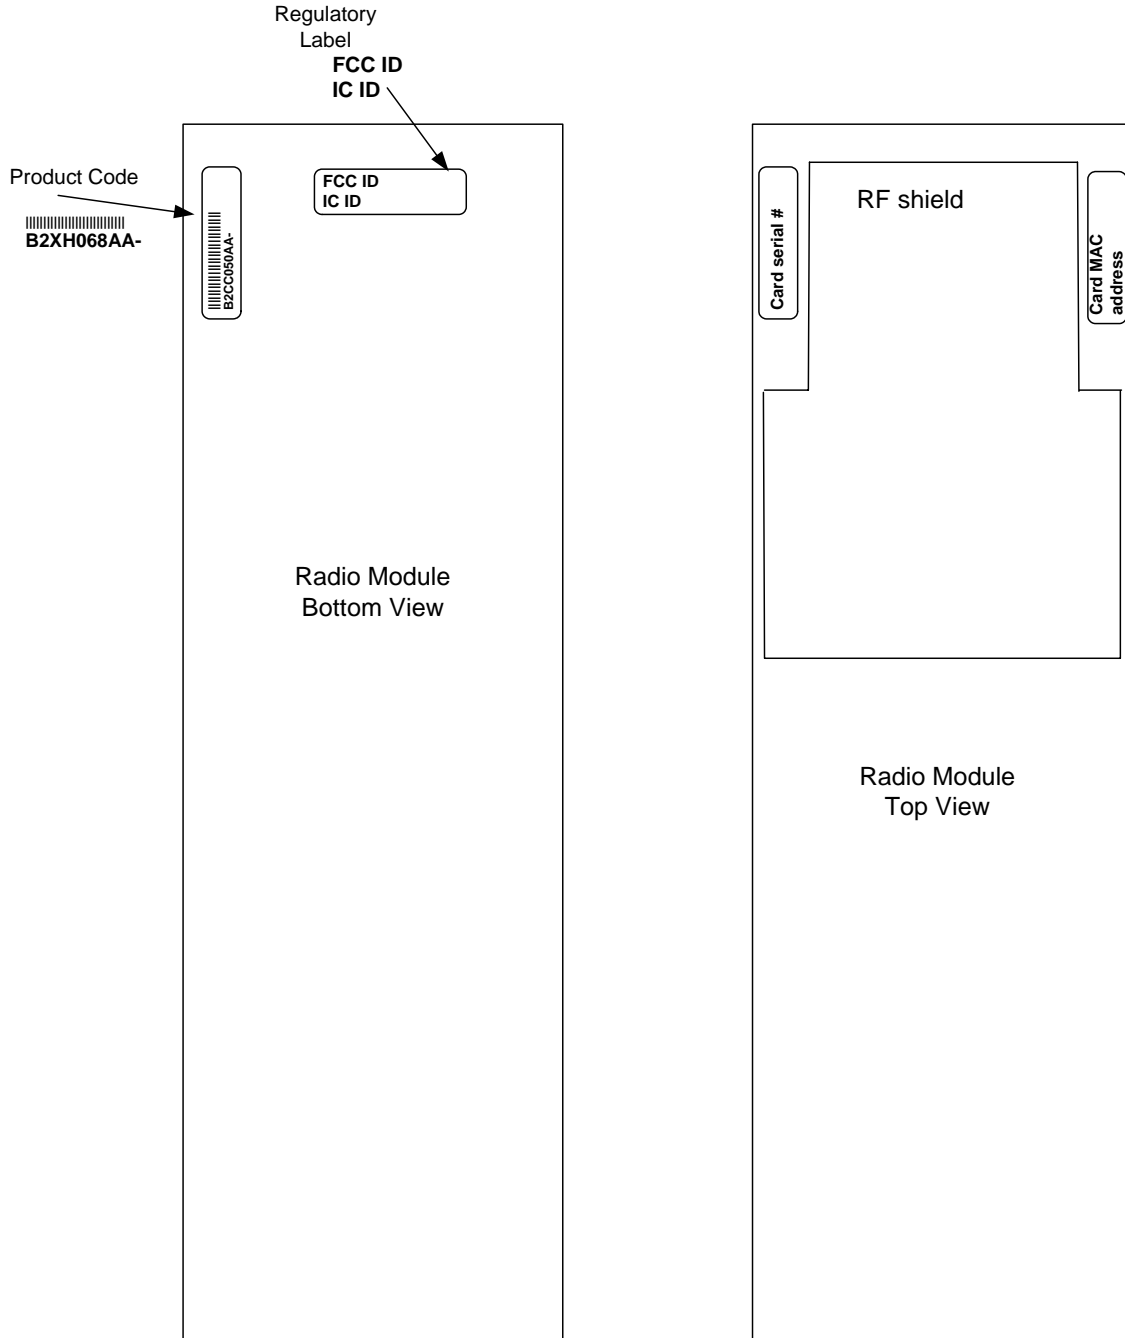 Regulatory
Label
FCC ID
IC ID
Product Code
B2XH068AA-
B2CC050AA-
FCC ID
IC ID
Radio Module
Bottom View
Card serial #
RF shield
Card MAC
address
Radio Module
Top View